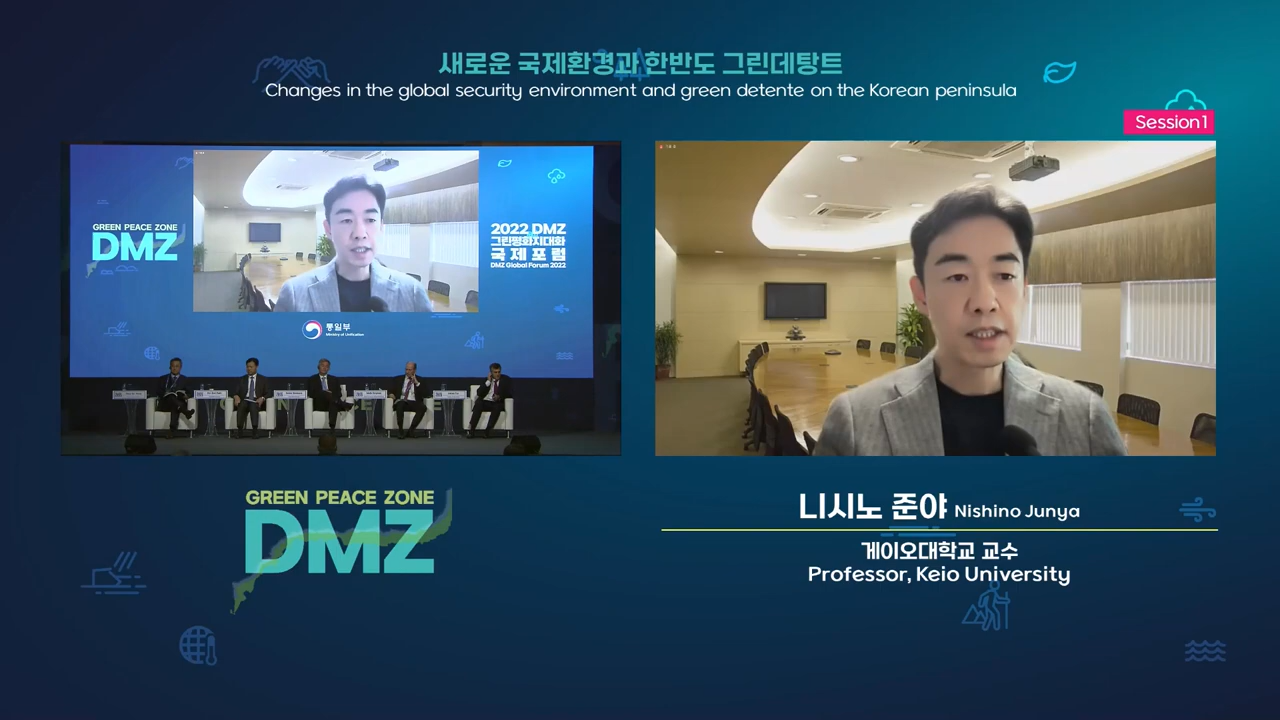 새로운 국제환경과 한반도 그린데탕트
Changes in the global security environment and green detente on the Korean peninsula
Session 1
GREEN PEACE ZONE
DMZ
2022 DMZ
그린평화지대화
국제포럼
DMZ Global Forum 2022
통일부
Ministry of Unification
GREEN PEACE ZONE
DMZ
니시노 준야 Nishino Junya
게이오대학교 교수
Professor, Keio University